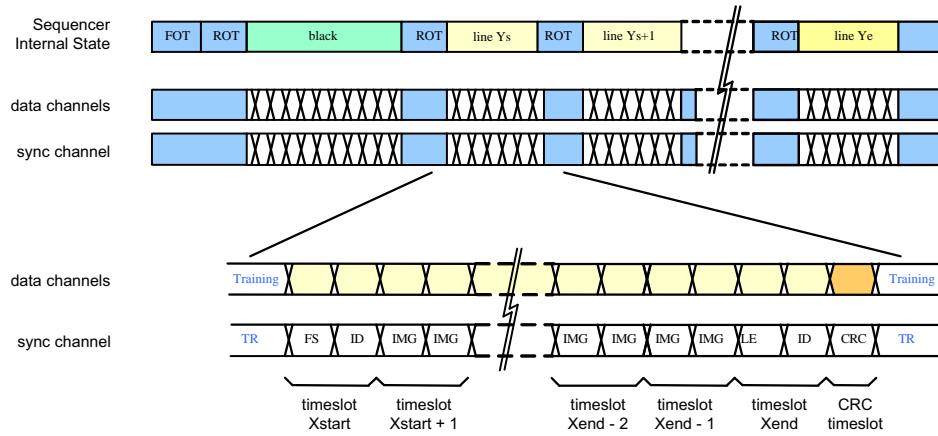 Sequencer
Internal State
FOT ROT black ROT line Ys ROT line Ys+1 ROT line Ye
data channels
sync channel
data channels Training Training
sync channel TR FS ID IMG IMG IMG IMG IMG IMG LE ID CRC TR
timeslot timeslot timeslot timeslot timeslot CRC
Xstart Xstart + 1 Xend - 2 Xend - 1 Xend timeslot